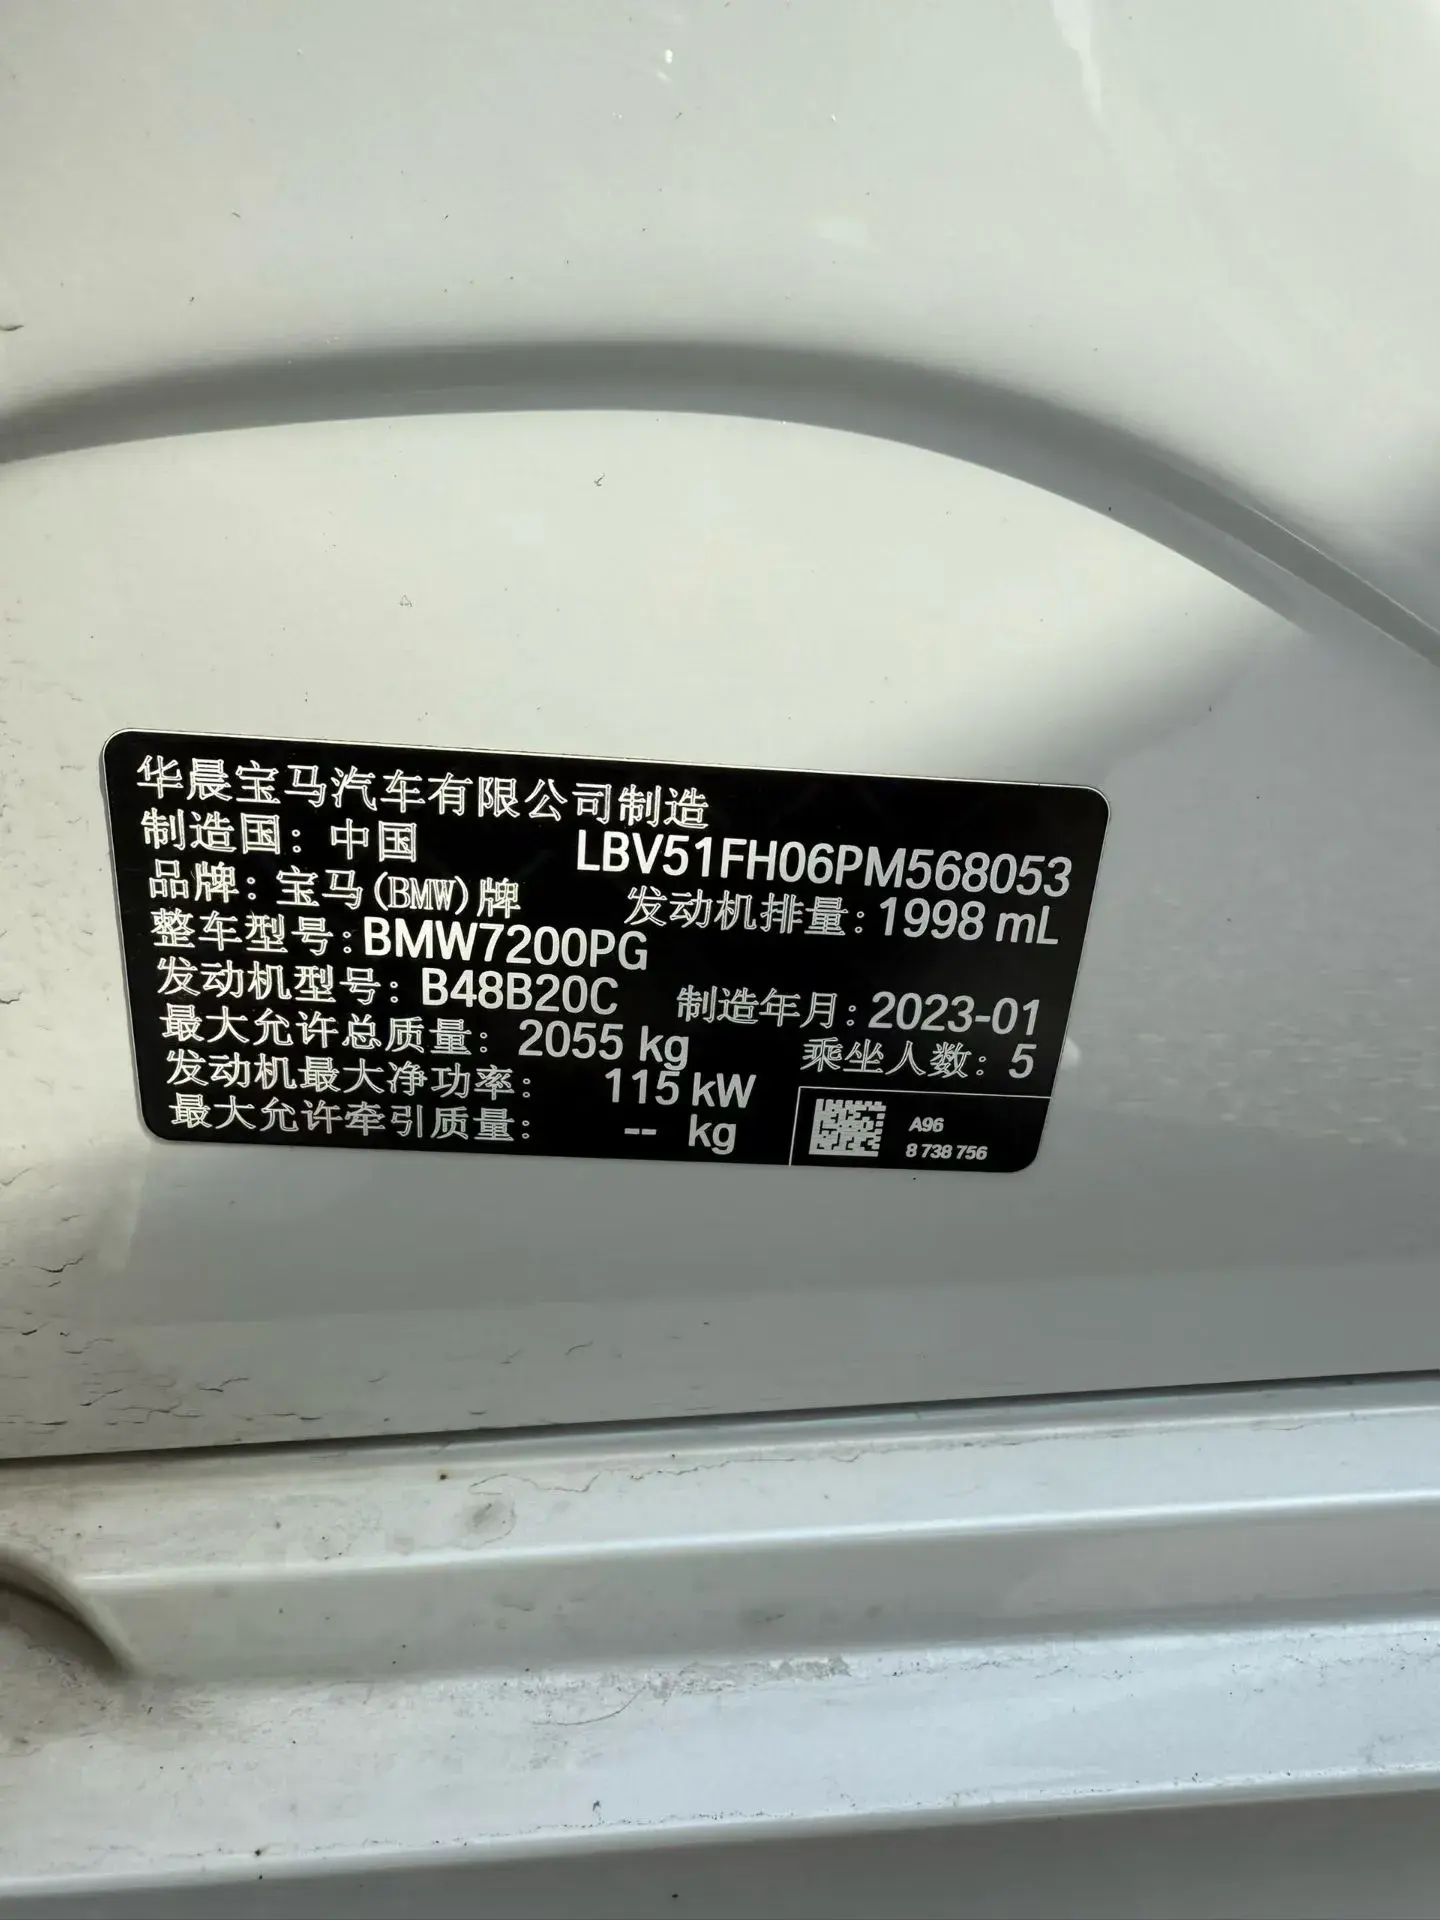 华晨宝马汽车有限公司制造
制造国：中国 LBV51FH06PM568053
品牌：宝马(BMW)牌 发动机排量：1998 mL
整车型号：BMW7200PG
发动机型号：B48B20C 制造年月：2023-01
最大允许总质量：2055 kg 乘坐人数：5
发动机最大净功率：115 kW
最大允许牵引质量：-- kg
A96
8 738 756